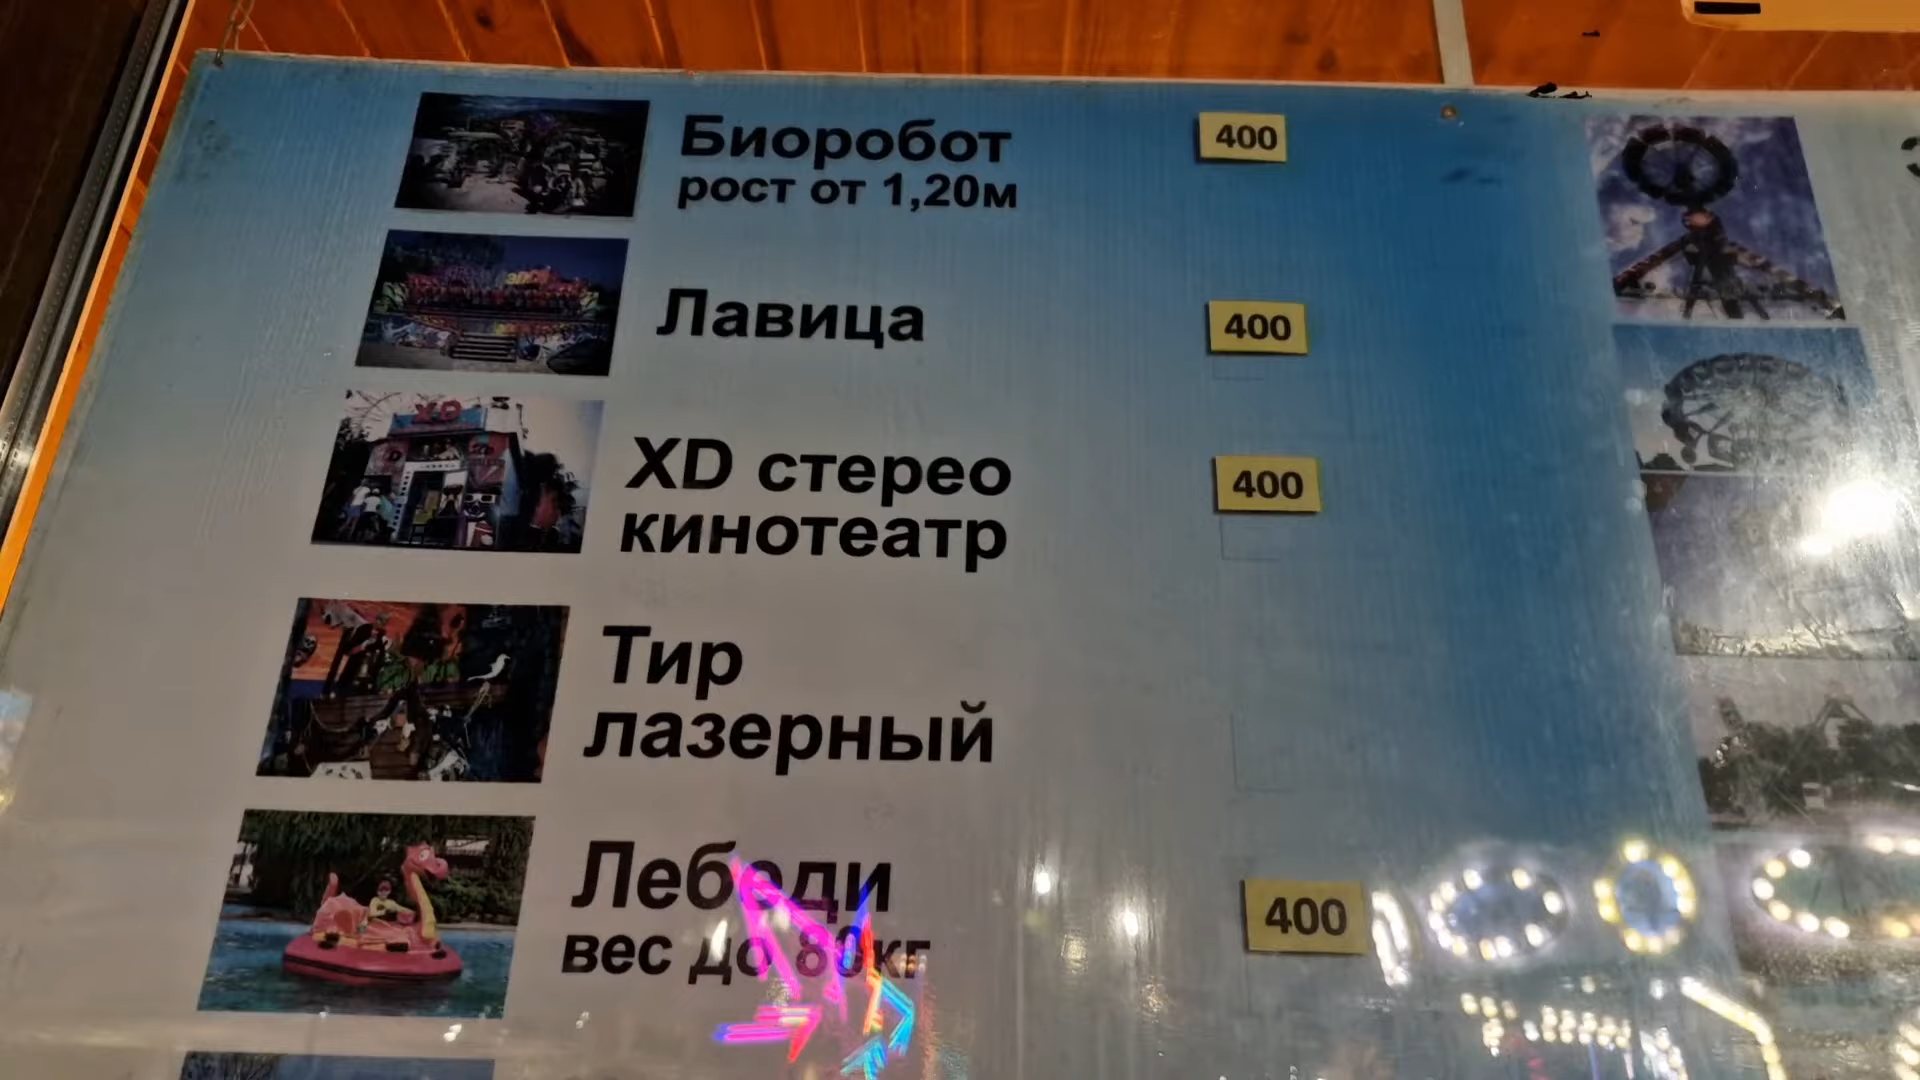 Биоробот 400
рост от 1,20м
Лавица 400
XD
XD стерео 400
кинотеатр
Тир
лазерный
Лебеди 400
вес до 80кг